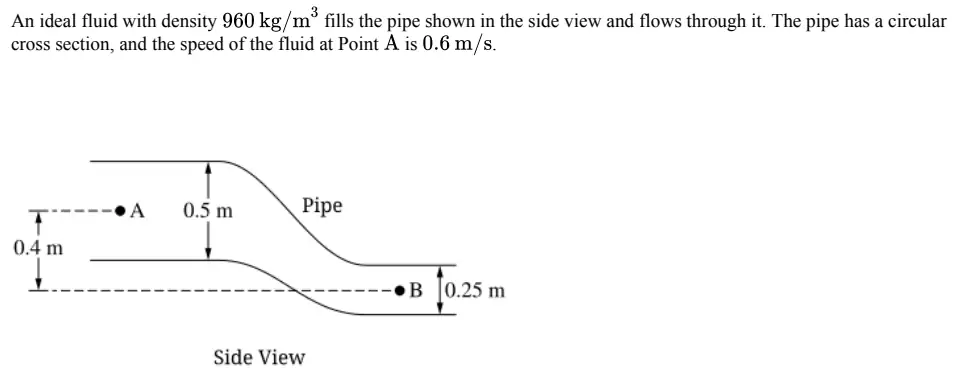 An ideal fluid with density 960 kg/m³ fills the pipe shown in the side view and flows through it. The pipe has a circular
cross section, and the speed of the fluid at Point A is 0.6 m/s.
A
0.5 m
Pipe
0.4 m
B
0.25 m
Side View